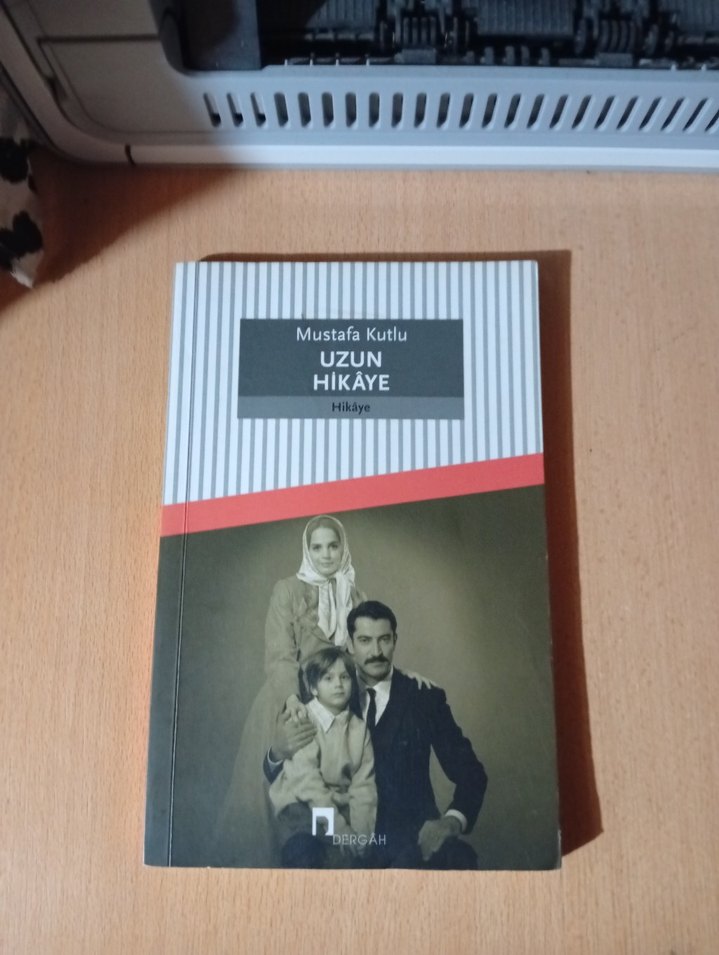 Mustafa Kutlu
UZUN
HİKÂYE
Hikâye
DERGÂH